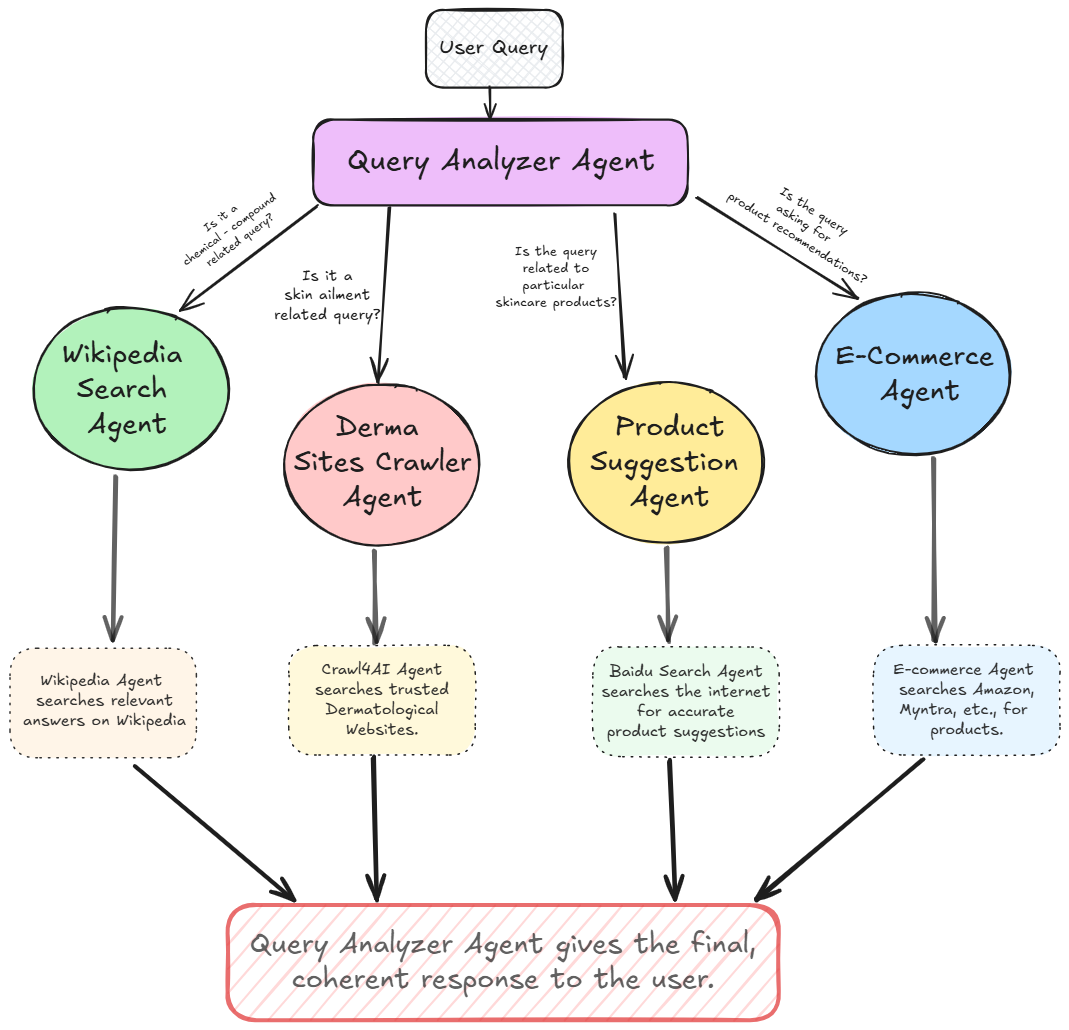 User Query
Query Analyzer Agent
Is it a
chemical - compound
related query?
Is it a
skin ailment
related query?
Is the query
related to
particular
skincare products?
Is the query
asking for
product recommendations?
Wikipedia
Search
Agent
Derma
Sites Crawler
Agent
Product
Suggestion
Agent
E-Commerce
Agent
Wikipedia Agent
searches relevant
answers on Wikipedia
Crawl4AI Agent
searches trusted
Dermatological
Websites.
Baidu Search Agent
searches the internet
for accurate
product suggestions
E-commerce Agent
searches Amazon,
Myntra, etc., for
products.
Query Analyzer Agent gives the final,
coherent response to the user.